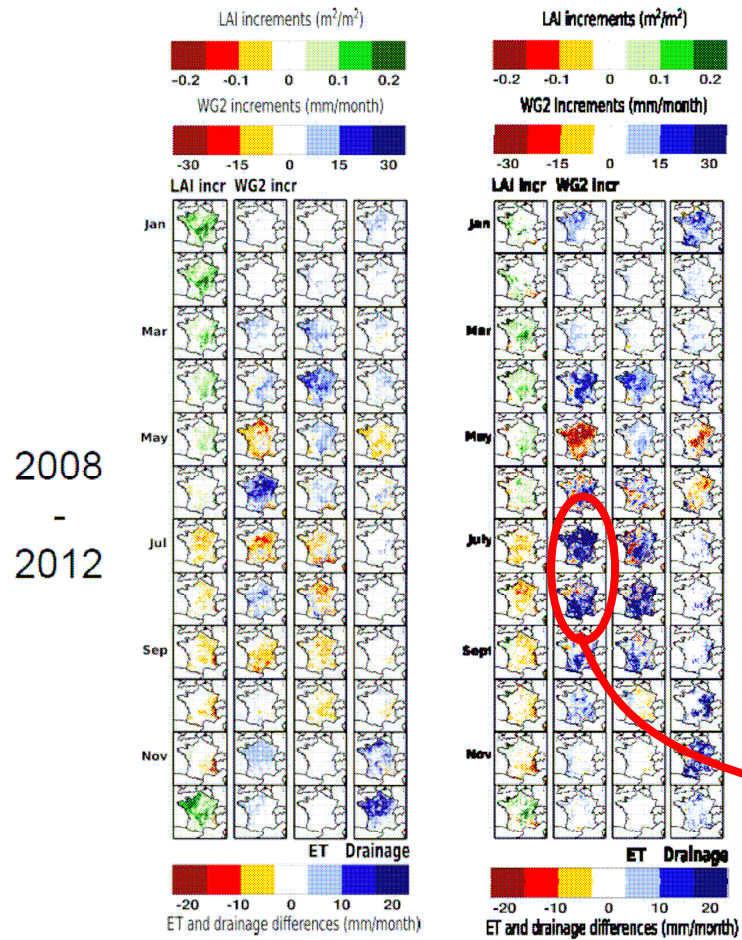 LAI increments (m²/m²)
-0.2 -0.1 0 0.1 0.2
WG2 increments (mm/month)
-30 -15 0 15 30
LAI incr WG2 incr
Jan
Mar
May
Jul
Sep
Nov
ET Drainage
-20 -10 0 10 20
ET and drainage differences (mm/month)
2008
-
2012
LAI increments (m²/m²)
-0.2 -0.1 0 0.1 0.2
WG2 Increments (mm/month)
-30 -15 0 15 30
LAI Incr WG2 Incr
Jan
Mar
May
July
Sept
Nov
ET Drainage
-20 -10 0 10 20
ET and drainage differences (mm/month)